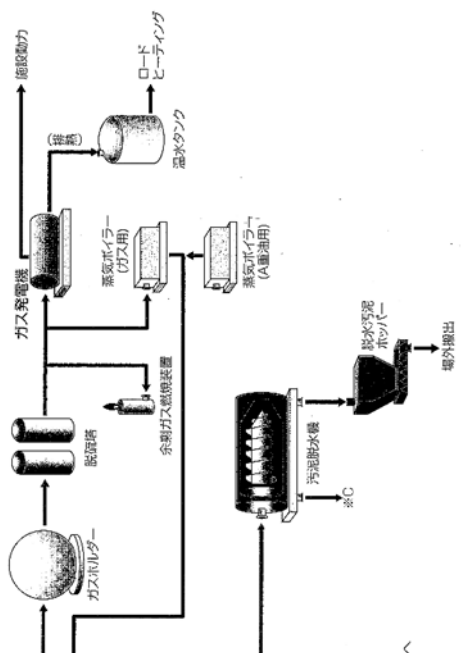 施設動力
ロード
ヒーティング
(排熱)
温水タンク
ガス発電機
蒸気ボイラー
(ガス用)
蒸気ボイラー
(A重油用)
余剰ガス燃焼装置
脱硫塔
ガスホルダー
脱水汚泥
ホッパー
場外搬出
汚泥脱水機
※C